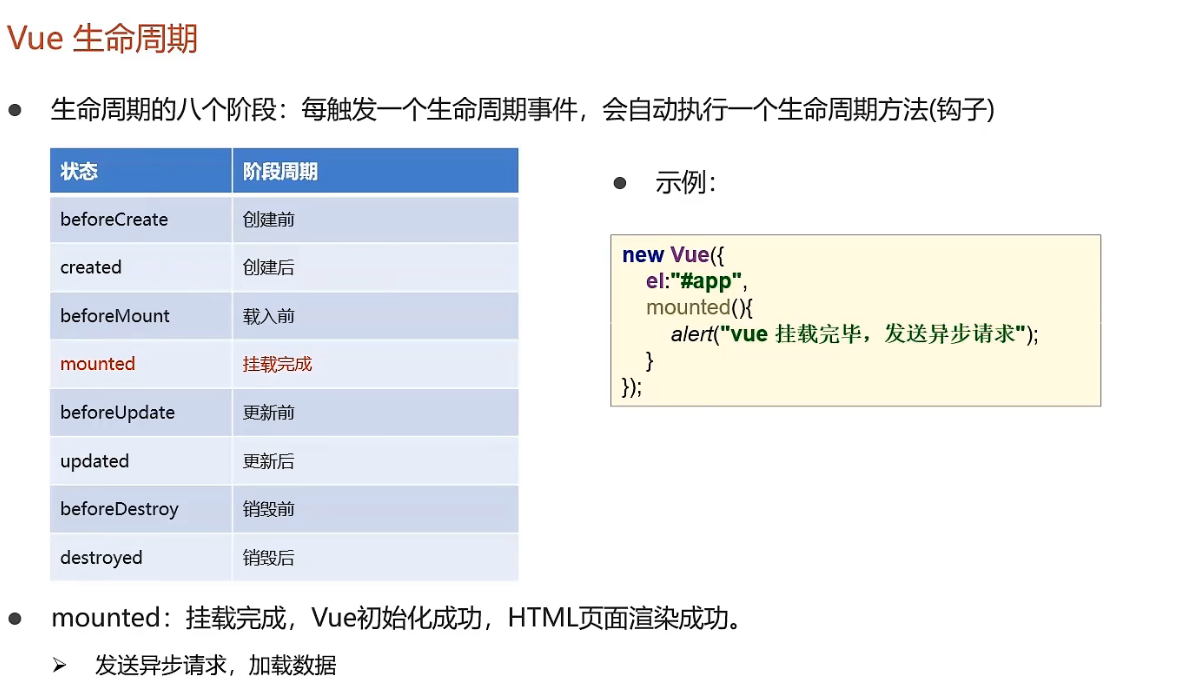 Vue 生命周期
● 生命周期的八个阶段：每触发一个生命周期事件，会自动执行一个生命周期方法(钩子)
状态 阶段周期
beforeCreate 创建前
created 创建后
beforeMount 载入前
mounted 挂载完成
beforeUpdate 更新前
updated 更新后
beforeDestroy 销毁前
destroyed 销毁后
● 示例：
new Vue({
el:"#app",
mounted(){
alert("vue 挂载完毕，发送异步请求");
}
});
● mounted：挂载完成，Vue初始化成功，HTML页面渲染成功。
➢ 发送异步请求，加载数据